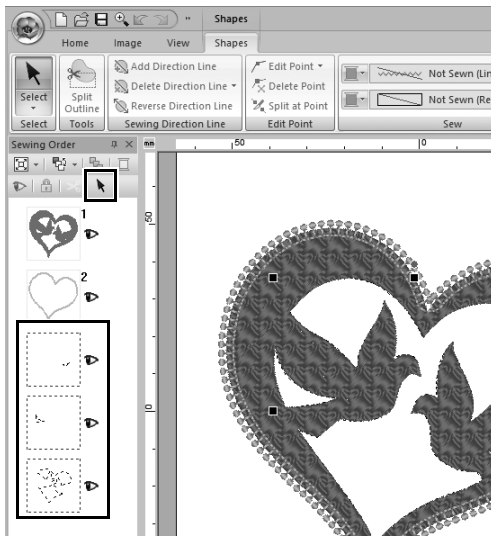 Shapes
Home Image View Shapes
Select
Select
Split Outline
Tools
Add Direction Line
Delete Direction Line
Reverse Direction Line
Sewing Direction Line
Edit Point
Delete Point
Split at Point
Edit Point
Not Sewn (Lin
Not Sewn (Re
Sew
Sewing Order
mm
50
0
1
50
2
0